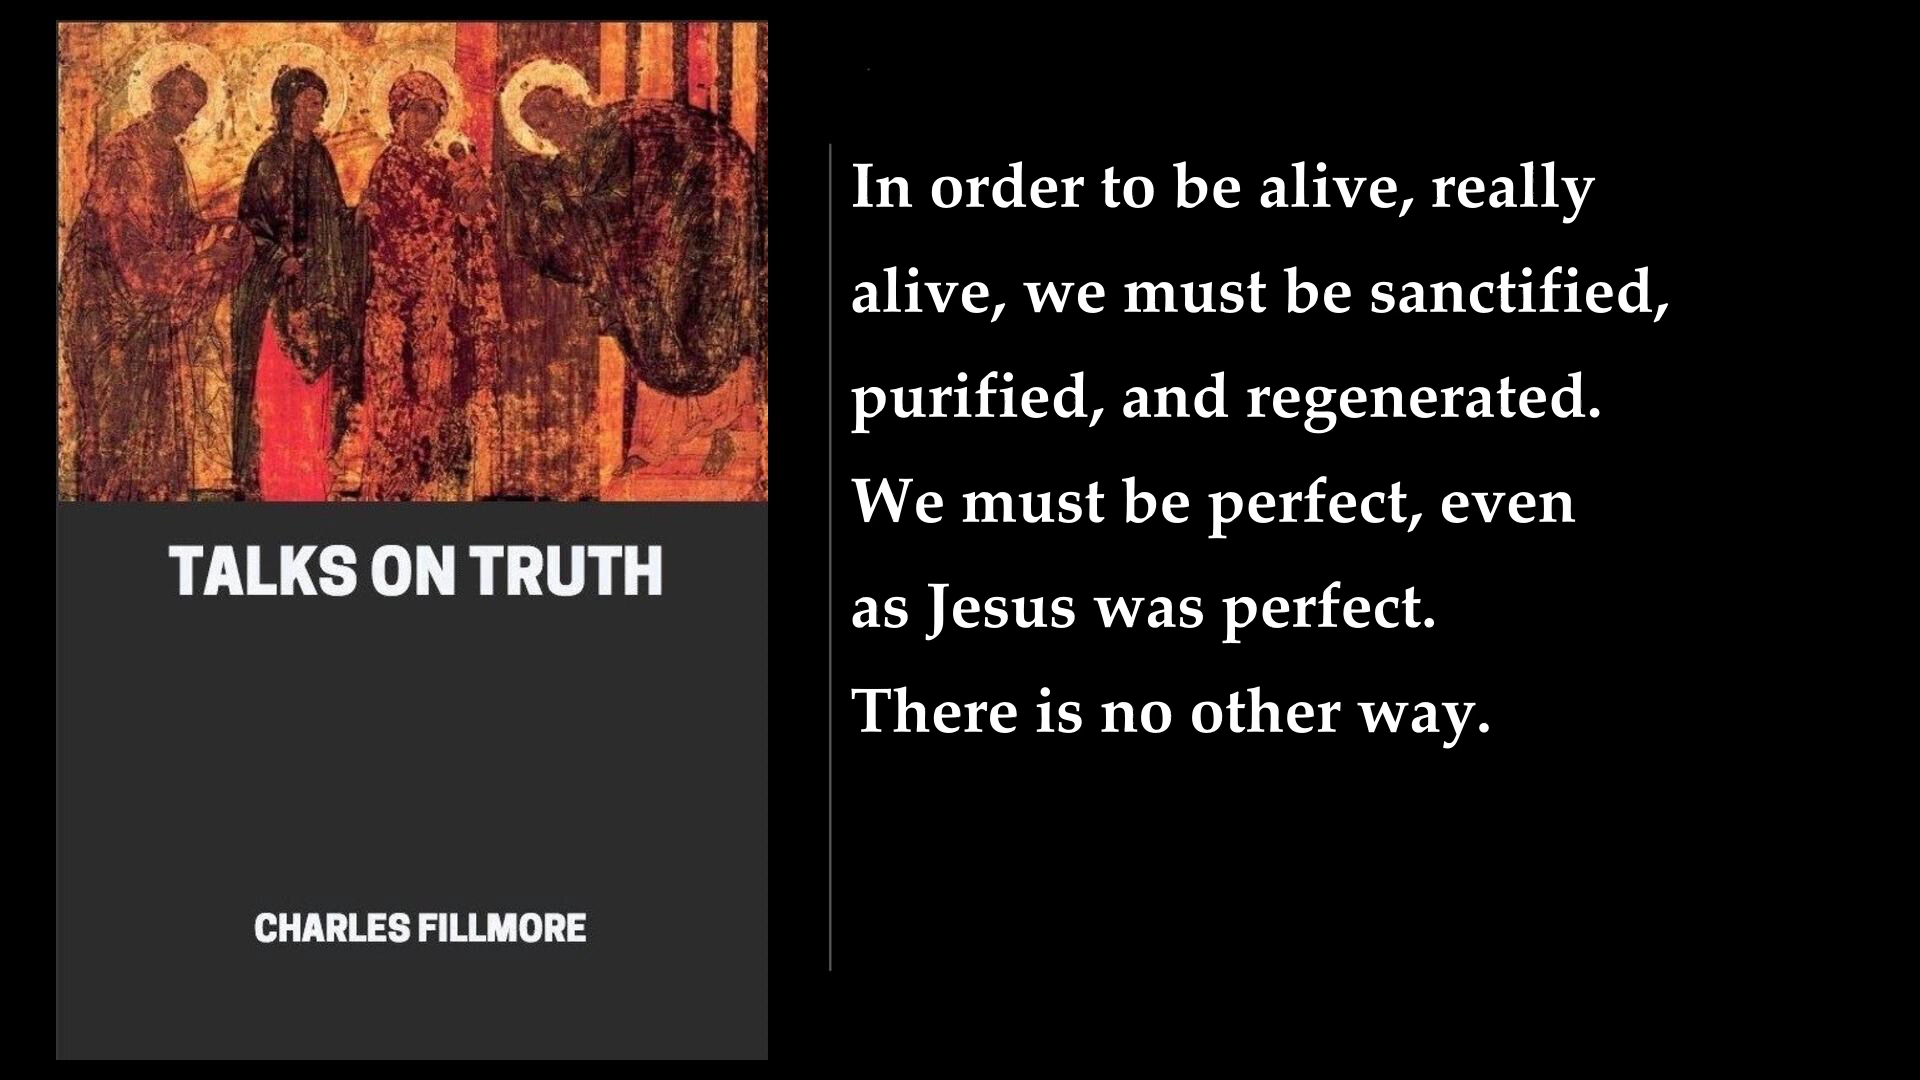 TALKS ON TRUTH
CHARLES FILLMORE
In order to be alive, really
alive, we must be sanctified,
purified, and regenerated.
We must be perfect, even
as Jesus was perfect.
There is no other way.